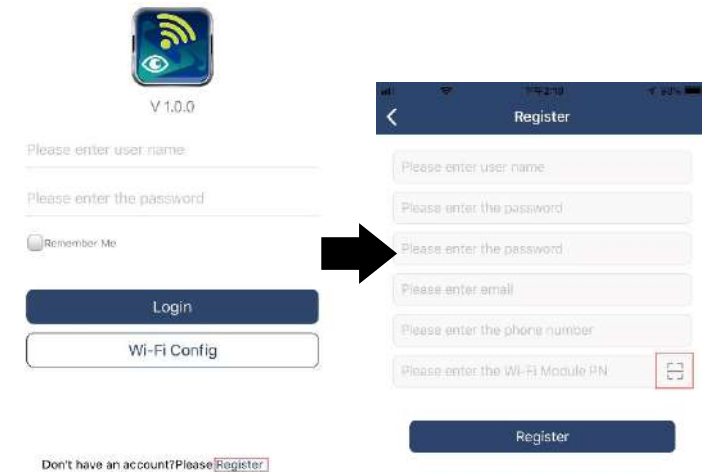 V 1.0.0
Please enter user name
Please enter the password
Remember Me
Login
Wi-Fi Config
Don't have an account?Please Register
Register
Please enter user name
Please enter the password
Please enter the password
Please enter email
Please enter the phone number
Please enter the Wi-Fi Module PN
Register